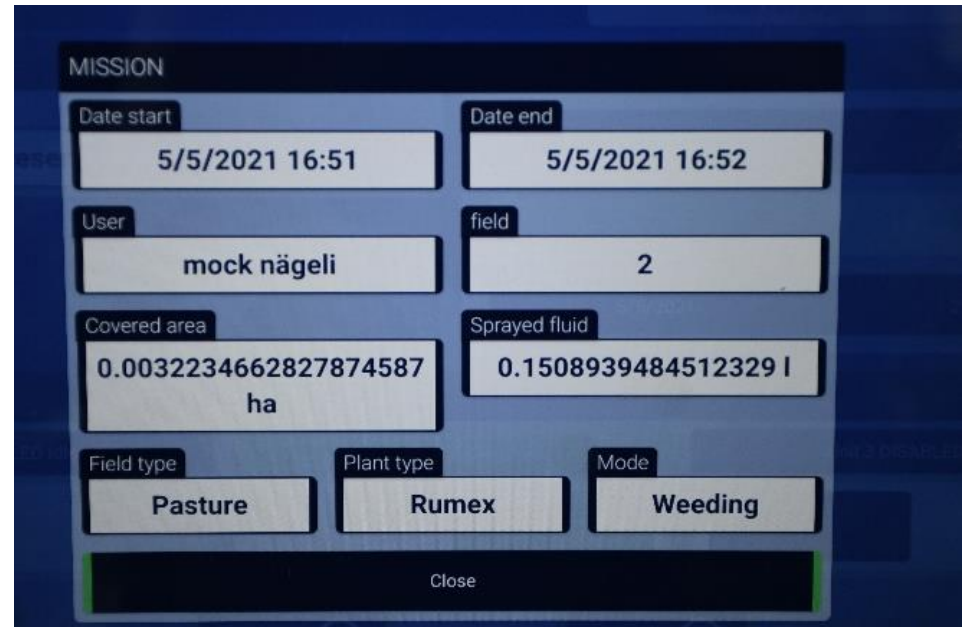 MISSION
Date start
Date end
5/5/2021 16:51
5/5/2021 16:52
User
field
mock nägeli
2
Covered area
Sprayed fluid
0.0032234662827874587
ha
0.1508939484512329 l
Field type
Plant type
Mode
Pasture
Rumex
Weeding
Close